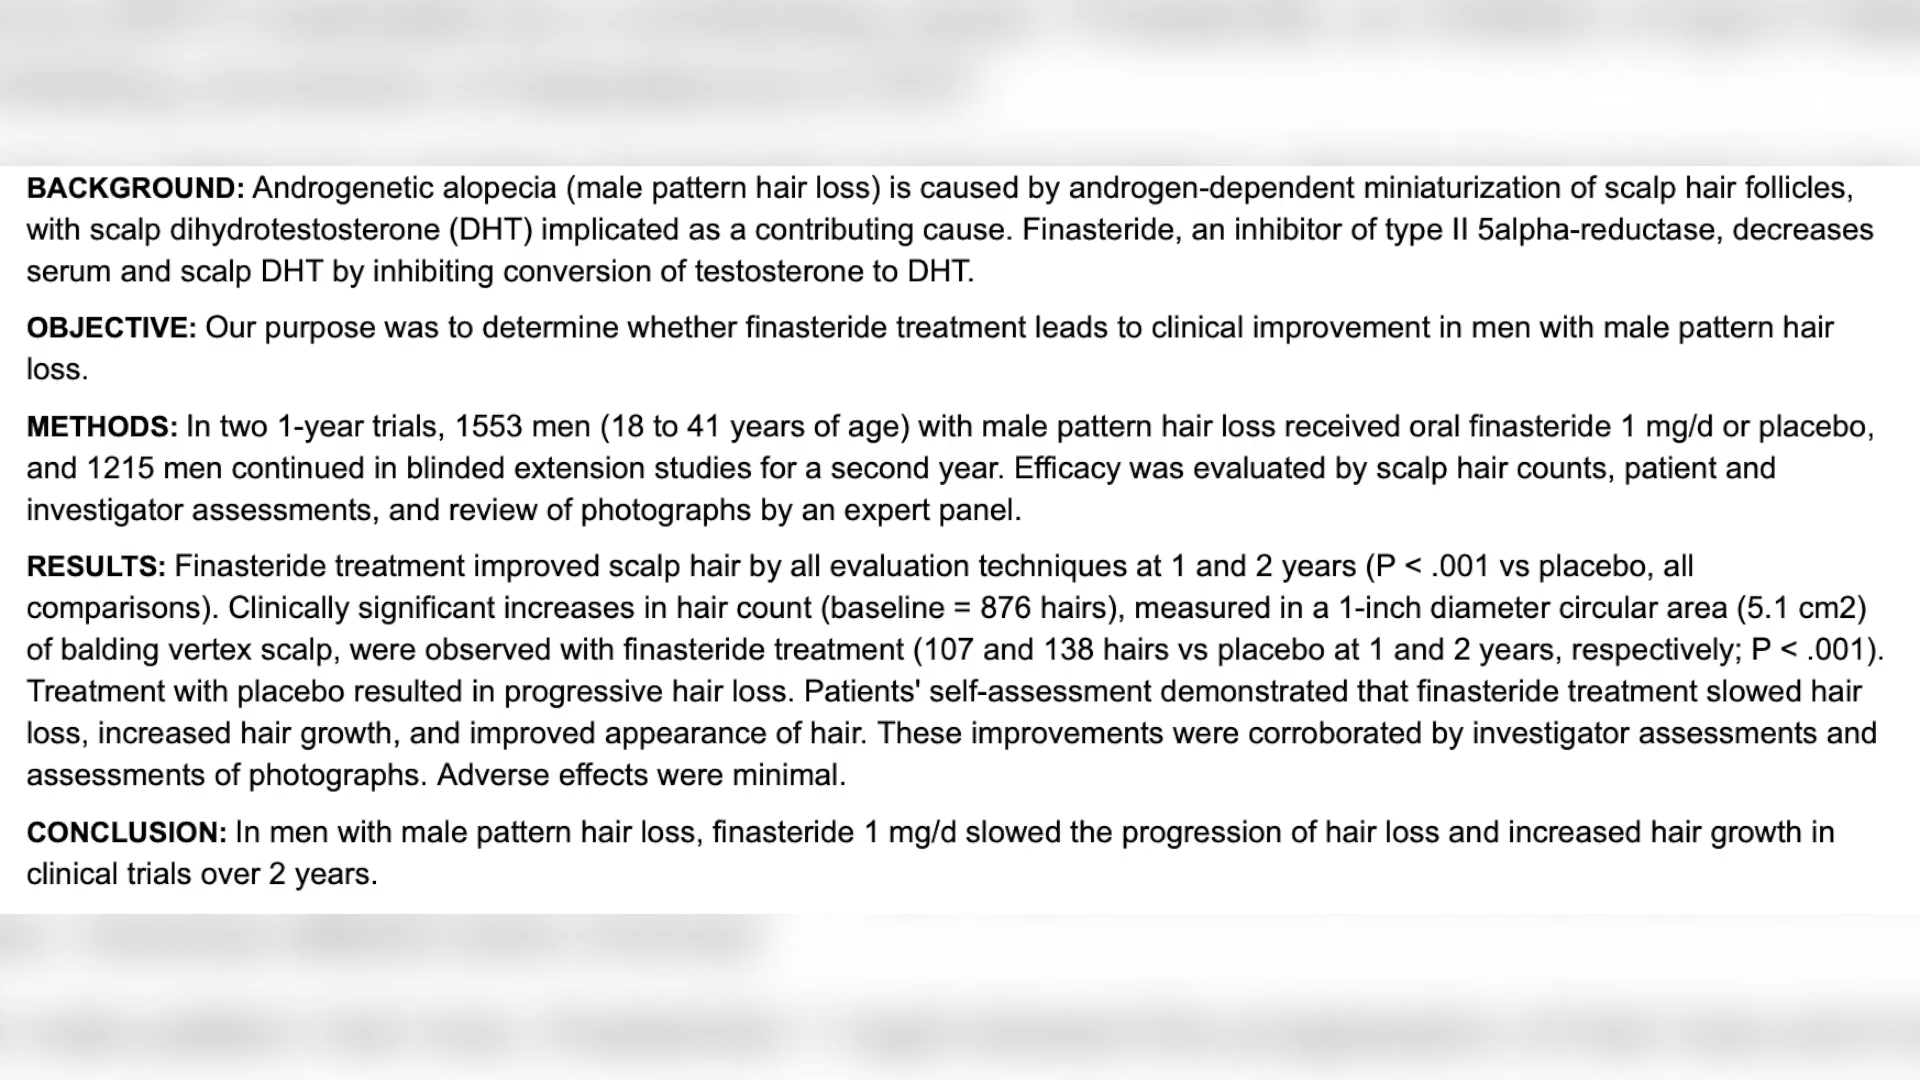 BACKGROUND: Androgenetic alopecia (male pattern hair loss) is caused by androgen-dependent miniaturization of scalp hair follicles,
with scalp dihydrotestosterone (DHT) implicated as a contributing cause. Finasteride, an inhibitor of type II 5alpha-reductase, decreases
serum and scalp DHT by inhibiting conversion of testosterone to DHT.
OBJECTIVE: Our purpose was to determine whether finasteride treatment leads to clinical improvement in men with male pattern hair
loss.
METHODS: In two 1-year trials, 1553 men (18 to 41 years of age) with male pattern hair loss received oral finasteride 1 mg/d or placebo,
and 1215 men continued in blinded extension studies for a second year. Efficacy was evaluated by scalp hair counts, patient and
investigator assessments, and review of photographs by an expert panel.
RESULTS: Finasteride treatment improved scalp hair by all evaluation techniques at 1 and 2 years (P < .001 vs placebo, all
comparisons). Clinically significant increases in hair count (baseline = 876 hairs), measured in a 1-inch diameter circular area (5.1 cm2)
of balding vertex scalp, were observed with finasteride treatment (107 and 138 hairs vs placebo at 1 and 2 years, respectively; P < .001).
Treatment with placebo resulted in progressive hair loss. Patients' self-assessment demonstrated that finasteride treatment slowed hair
loss, increased hair growth, and improved appearance of hair. These improvements were corroborated by investigator assessments and
assessments of photographs. Adverse effects were minimal.
CONCLUSION: In men with male pattern hair loss, finasteride 1 mg/d slowed the progression of hair loss and increased hair growth in
clinical trials over 2 years.